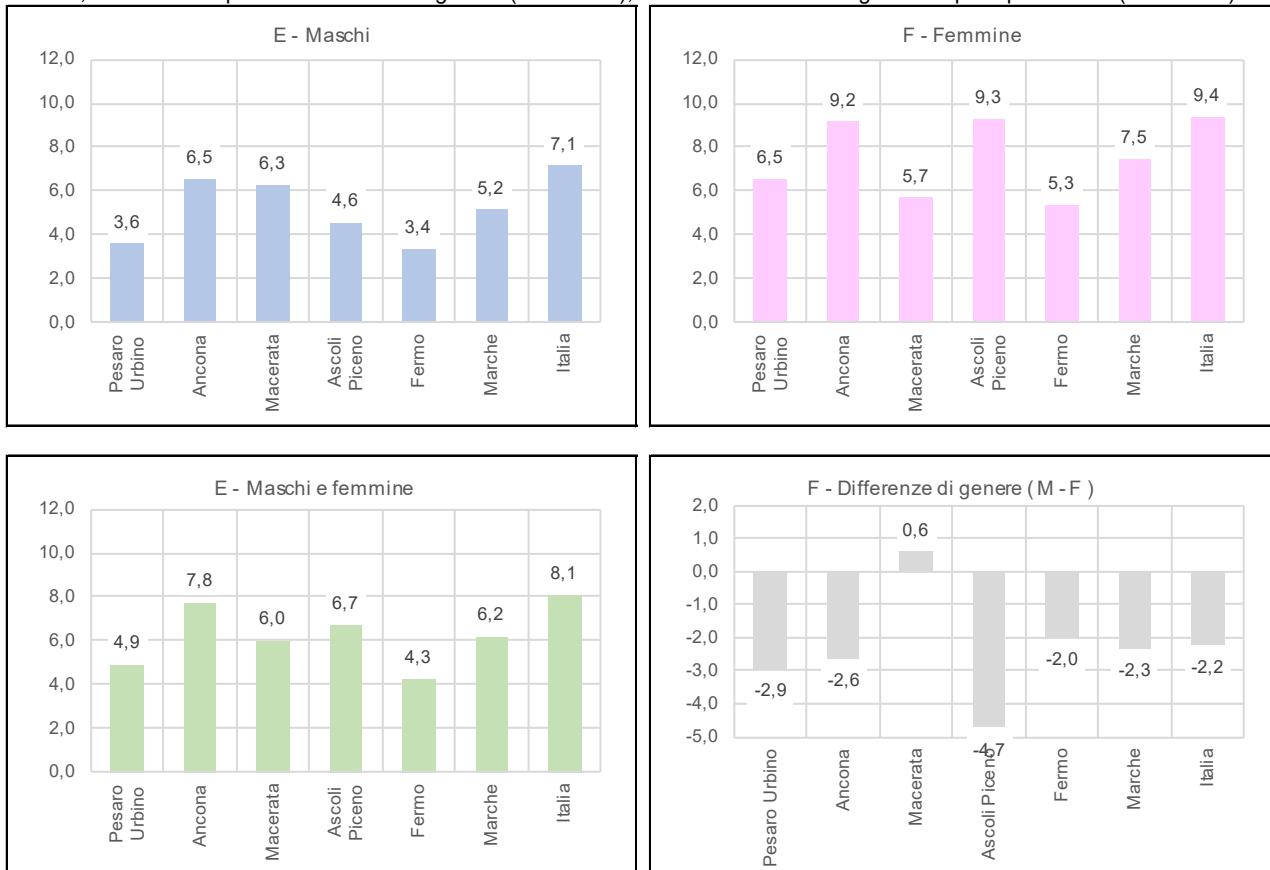 E - Maschi
12,0
10,0
8,0
6,0
4,0
2,0
0,0
3,6
6,5
6,3
4,6
3,4
5,2
7,1
Pesaro
Urbino
Ancona
Macerata
Ascoli
Piceno
Fermo
Marche
Italia
F - Femmine
12,0
10,0
8,0
6,0
4,0
2,0
0,0
6,5
9,2
5,7
9,3
5,3
7,5
9,4
Pesaro
Urbino
Ancona
Macerata
Ascoli
Piceno
Fermo
Marche
Italia
E - Maschi e femmine
12,0
10,0
8,0
6,0
4,0
2,0
0,0
4,9
7,8
6,0
6,7
4,3
6,2
8,1
Pesaro
Urbino
Ancona
Macerata
Ascoli
Piceno
Fermo
Marche
Italia
F - Differenze di genere ( M - F )
2,0
1,0
0,0
-1,0
-2,0
-3,0
-4,0
-5,0
-2,9
-2,6
0,6
-4,7
-2,0
-2,3
-2,2
Pesaro Urbino
Ancona
Macerata
Ascoli Piceno
Fermo
Marche
Italia